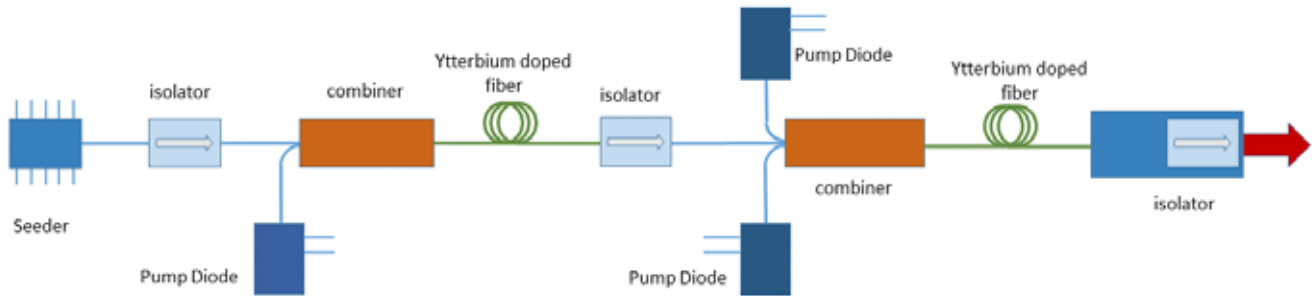 Pump Diode
Ytterbium doped
fiber
Ytterbium doped
fiber
isolator
combiner
isolator
combiner
isolator
Seeder
Pump Diode
Pump Diode